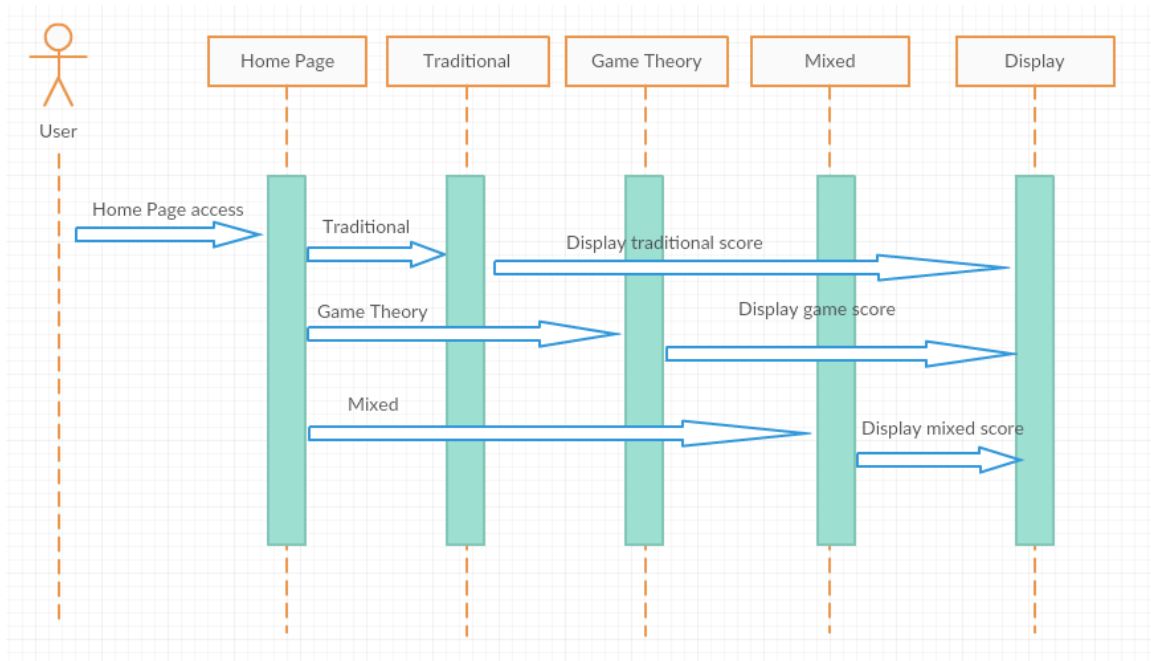 Home Page
Traditional
Game Theory
Mixed
Display
User
Home Page access
Traditional
Display traditional score
Game Theory
Display game score
Mixed
Display mixed score